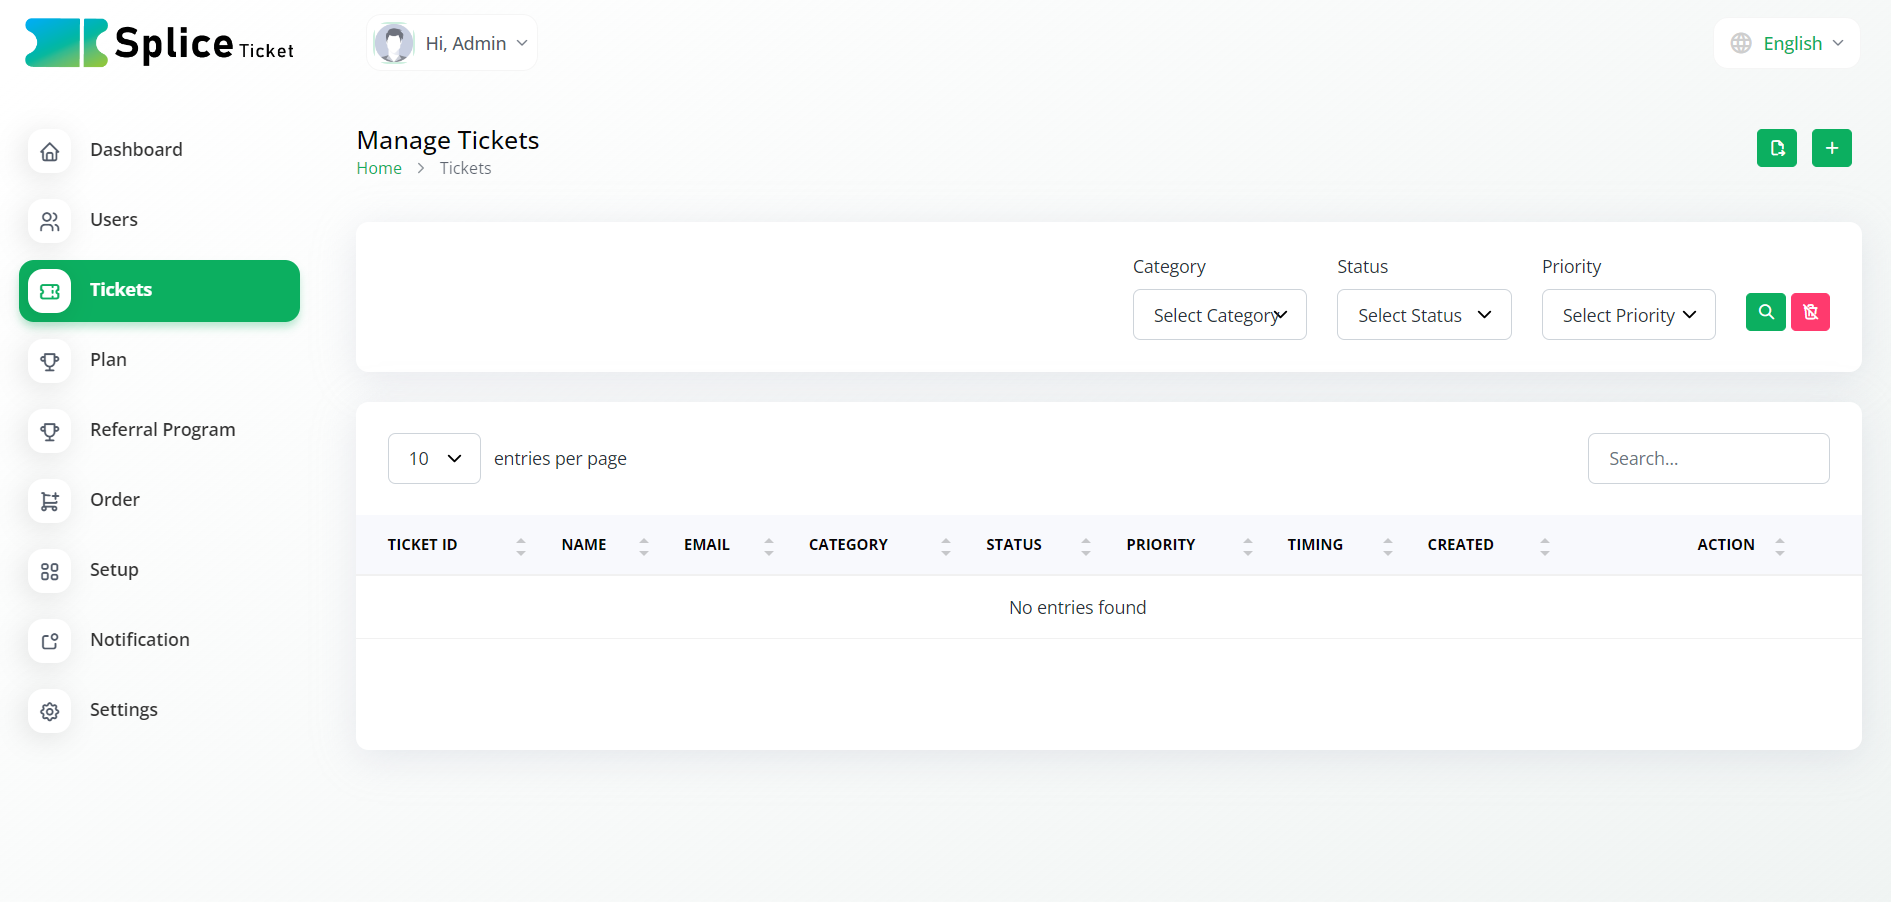 Splice Ticket
Hi, Admin
English
Dashboard
Users
Tickets
Plan
Referral Program
Order
Setup
Notification
Settings
Manage Tickets
Home > Tickets
Category Status Priority
Select Category Select Status Select Priority
10 entries per page
Search...
TICKET ID NAME EMAIL CATEGORY STATUS PRIORITY TIMING CREATED ACTION
No entries found